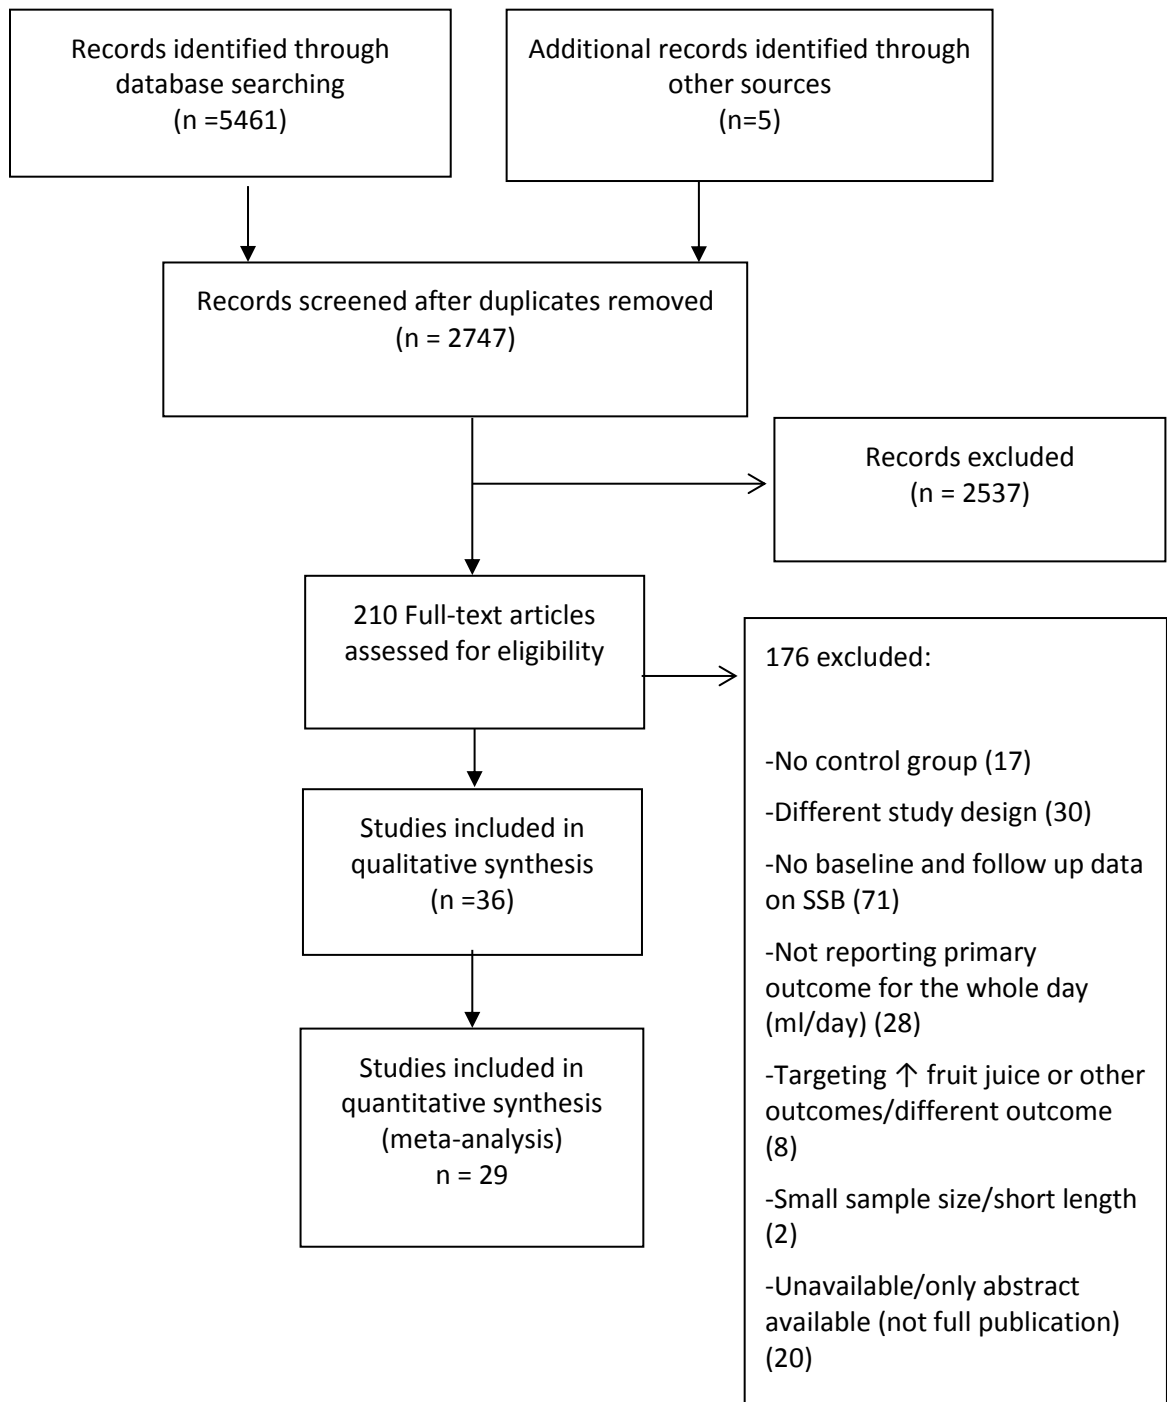 Records identified through
database searching
(n =5461)
Additional records identified through
other sources
(n=5)
Records screened after duplicates removed
(n = 2747)
Records excluded
(n = 2537)
210 Full-text articles
assessed for eligibility
176 excluded:
-No control group (17)
-Different study design (30)
-No baseline and follow up data
on SSB (71)
-Not reporting primary
outcome for the whole day
(ml/day) (28)
-Targeting ↑ fruit juice or other
outcomes/different outcome
(8)
-Small sample size/short length
(2)
-Unavailable/only abstract
available (not full publication)
(20)
Studies included in
qualitative synthesis
(n =36)
Studies included in
quantitative synthesis
(meta-analysis)
n = 29